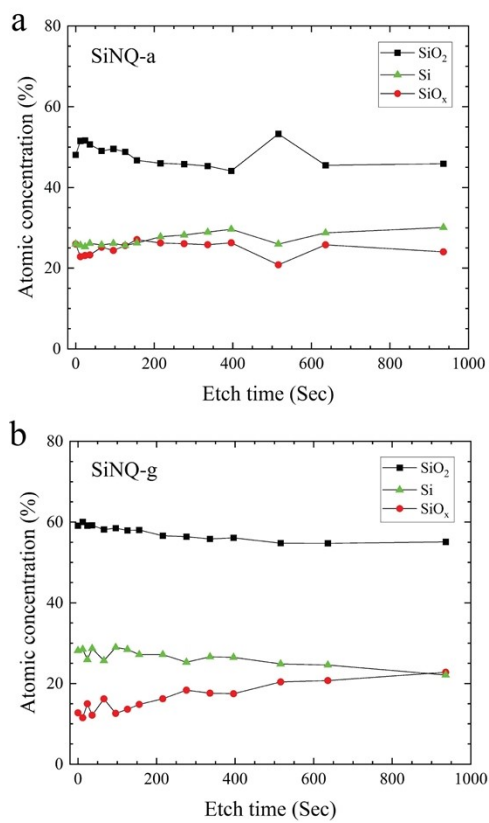 a
SiNQ-a
SiO₂
Si
SiOₓ
80
60
40
20
0
Atomic concentration (%)
0 200 400 600 800 1000
Etch time (Sec)
b
SiNQ-g
SiO₂
Si
SiOₓ
80
60
40
20
0
Atomic concentration (%)
0 200 400 600 800 1000
Etch time (Sec)